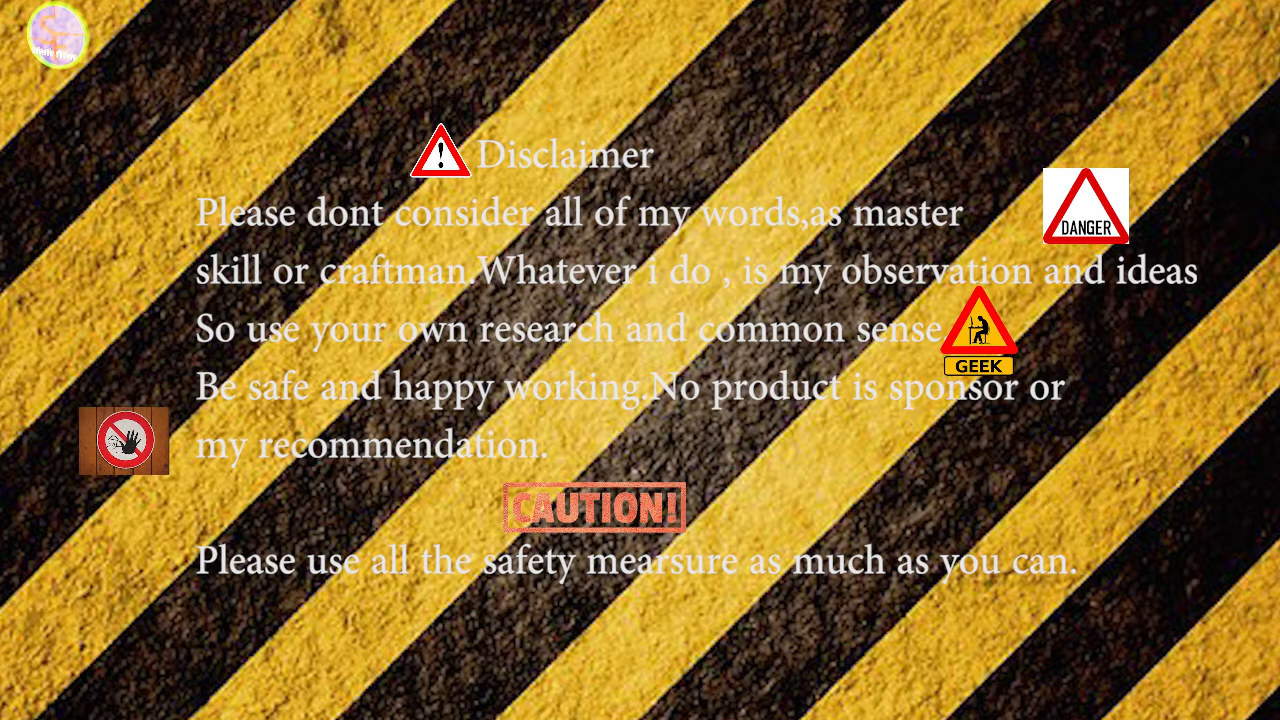 Disclaimer
Please dont consider all of my words,as master
DANGER
skill or craftman.Whatever i do , is my observation and ideas
So use your own research and common sense
GEEK
Be safe and happy working.No product is sponsor or
my recommendation.
CAUTION!
Please use all the safety mearsure as much as you can.